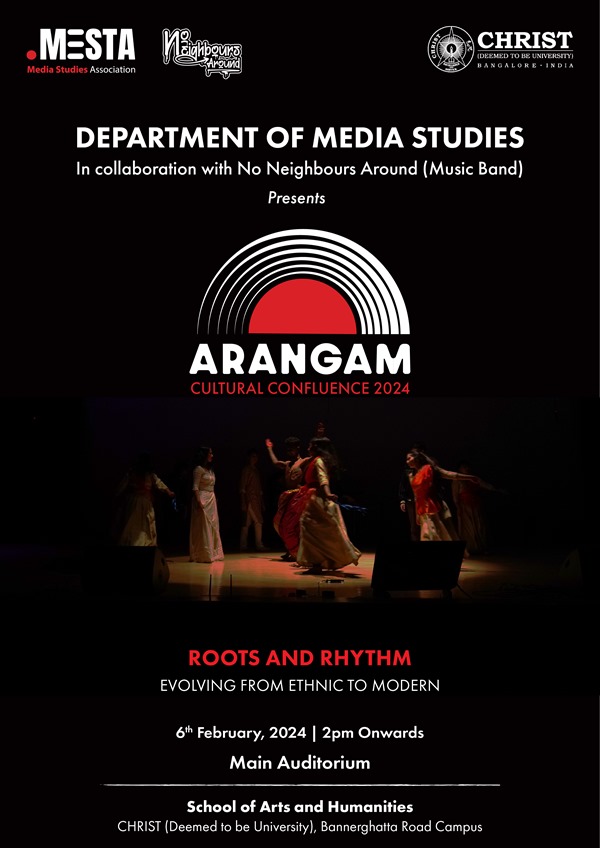 .MESTA
Media Studies Association
No
Neighbours
Around
CHRIST
(DEEMED TO BE UNIVERSITY)
BANGALORE · INDIA
DEPARTMENT OF MEDIA STUDIES
In collaboration with No Neighbours Around (Music Band)
Presents
ARANGAM
CULTURAL CONFLUENCE 2024
ROOTS AND RHYTHM
EVOLVING FROM ETHNIC TO MODERN
6th February, 2024 | 2pm Onwards
Main Auditorium
School of Arts and Humanities
CHRIST (Deemed to be University), Bannerghatta Road Campus